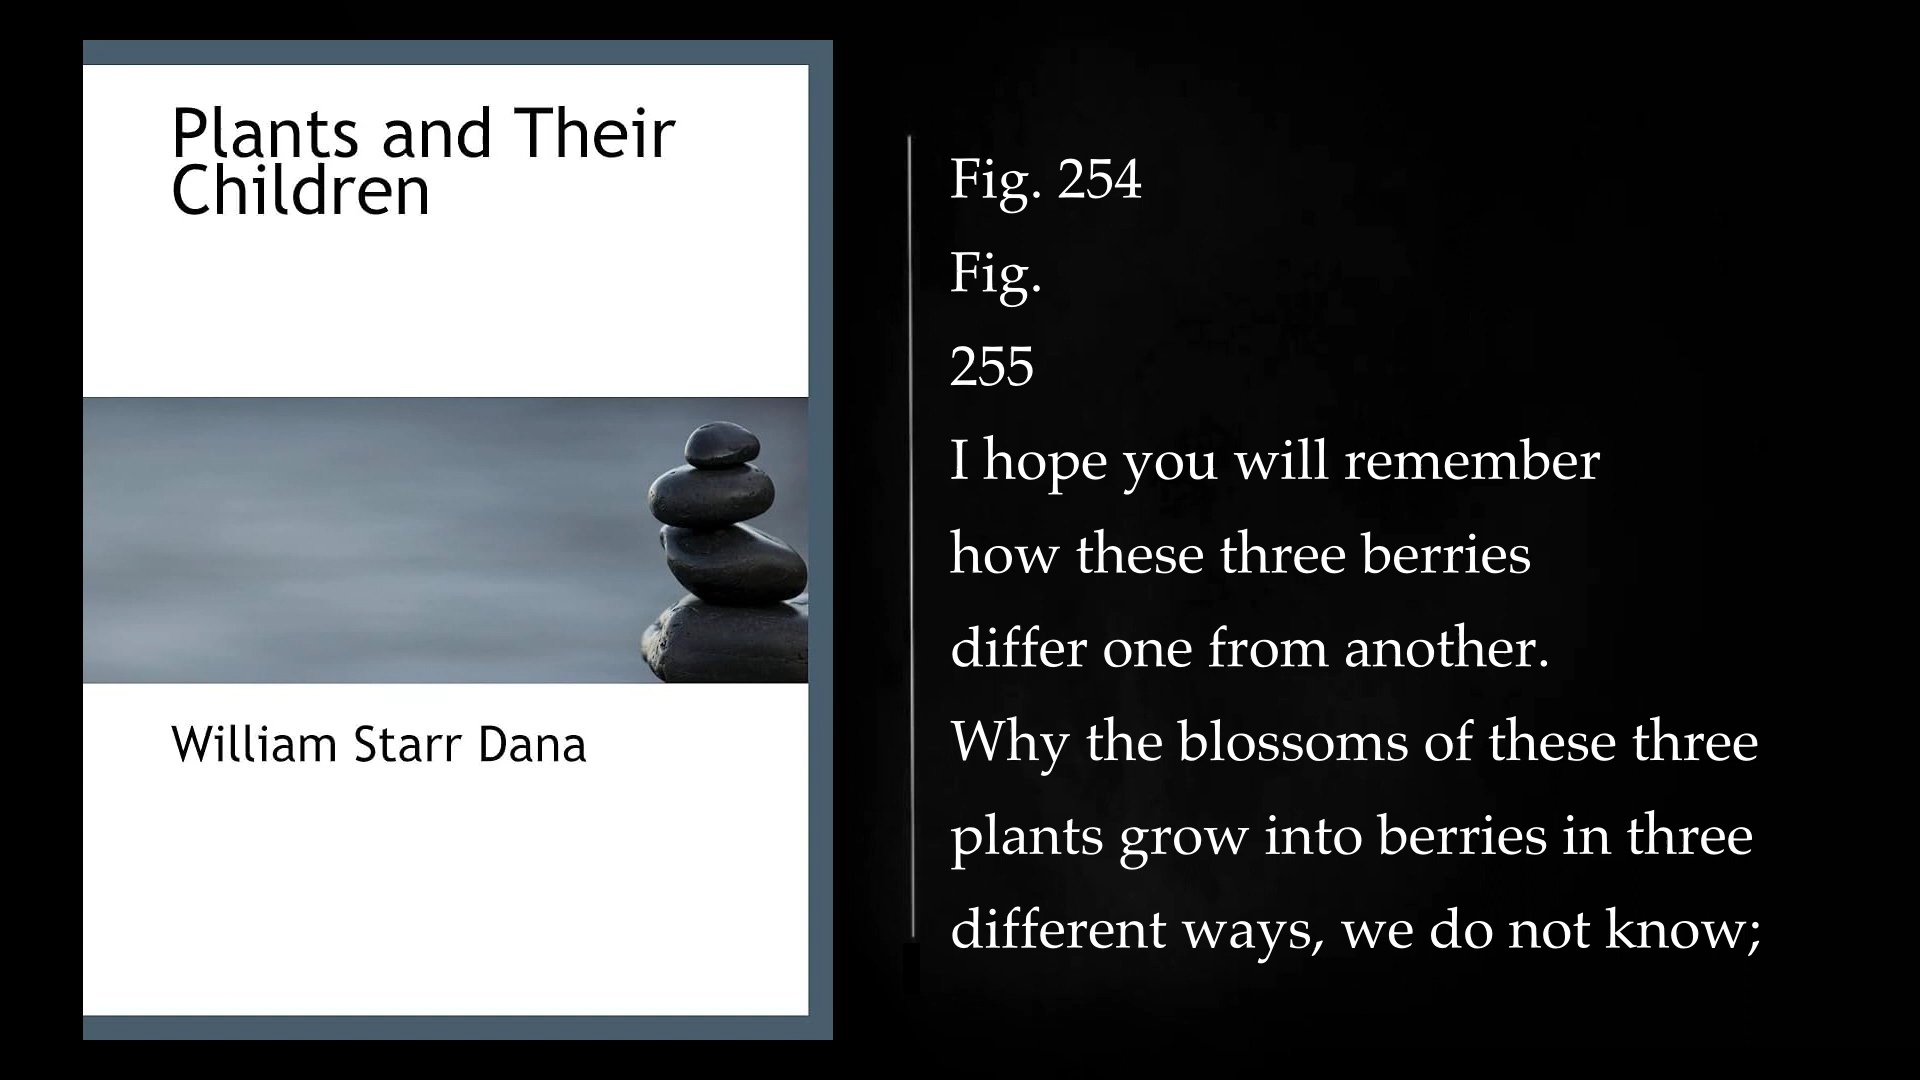 Plants and Their
Children
William Starr Dana
Fig. 254
Fig.
255
I hope you will remember
how these three berries
differ one from another.
Why the blossoms of these three
plants grow into berries in three
different ways, we do not know;